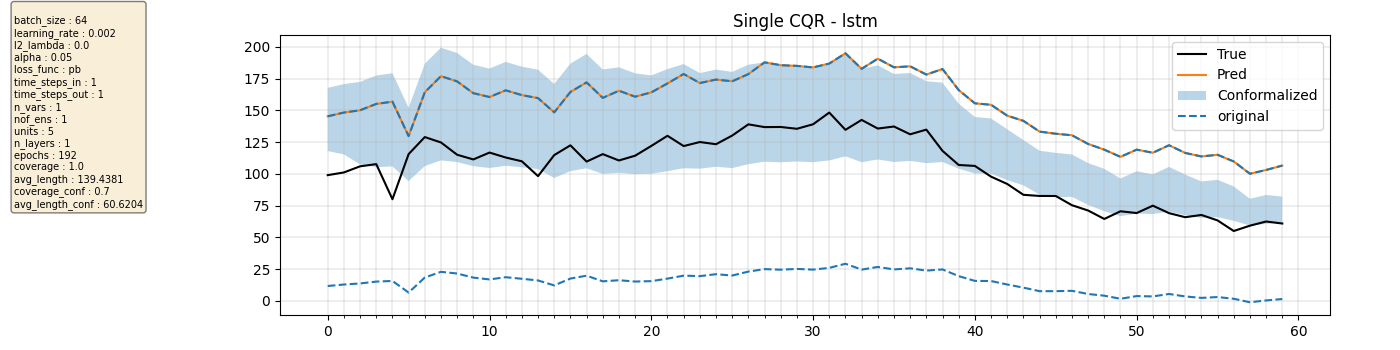 batch_size : 64
learning_rate : 0.002
l2_lambda : 0.0
alpha : 0.05
loss_func : pb
time_steps_in : 1
time_steps_out : 1
n_vars : 1
nof_ens : 1
units : 5
n_layers : 1
epochs : 192
coverage : 1.0
avg_length : 139.4381
coverage_conf : 0.7
avg_length_conf : 60.6204
Single CQR - lstm
200
175
150
125
100
75
50
25
0
0 10 20 30 40 50 60
True
Pred
Conformalized
original